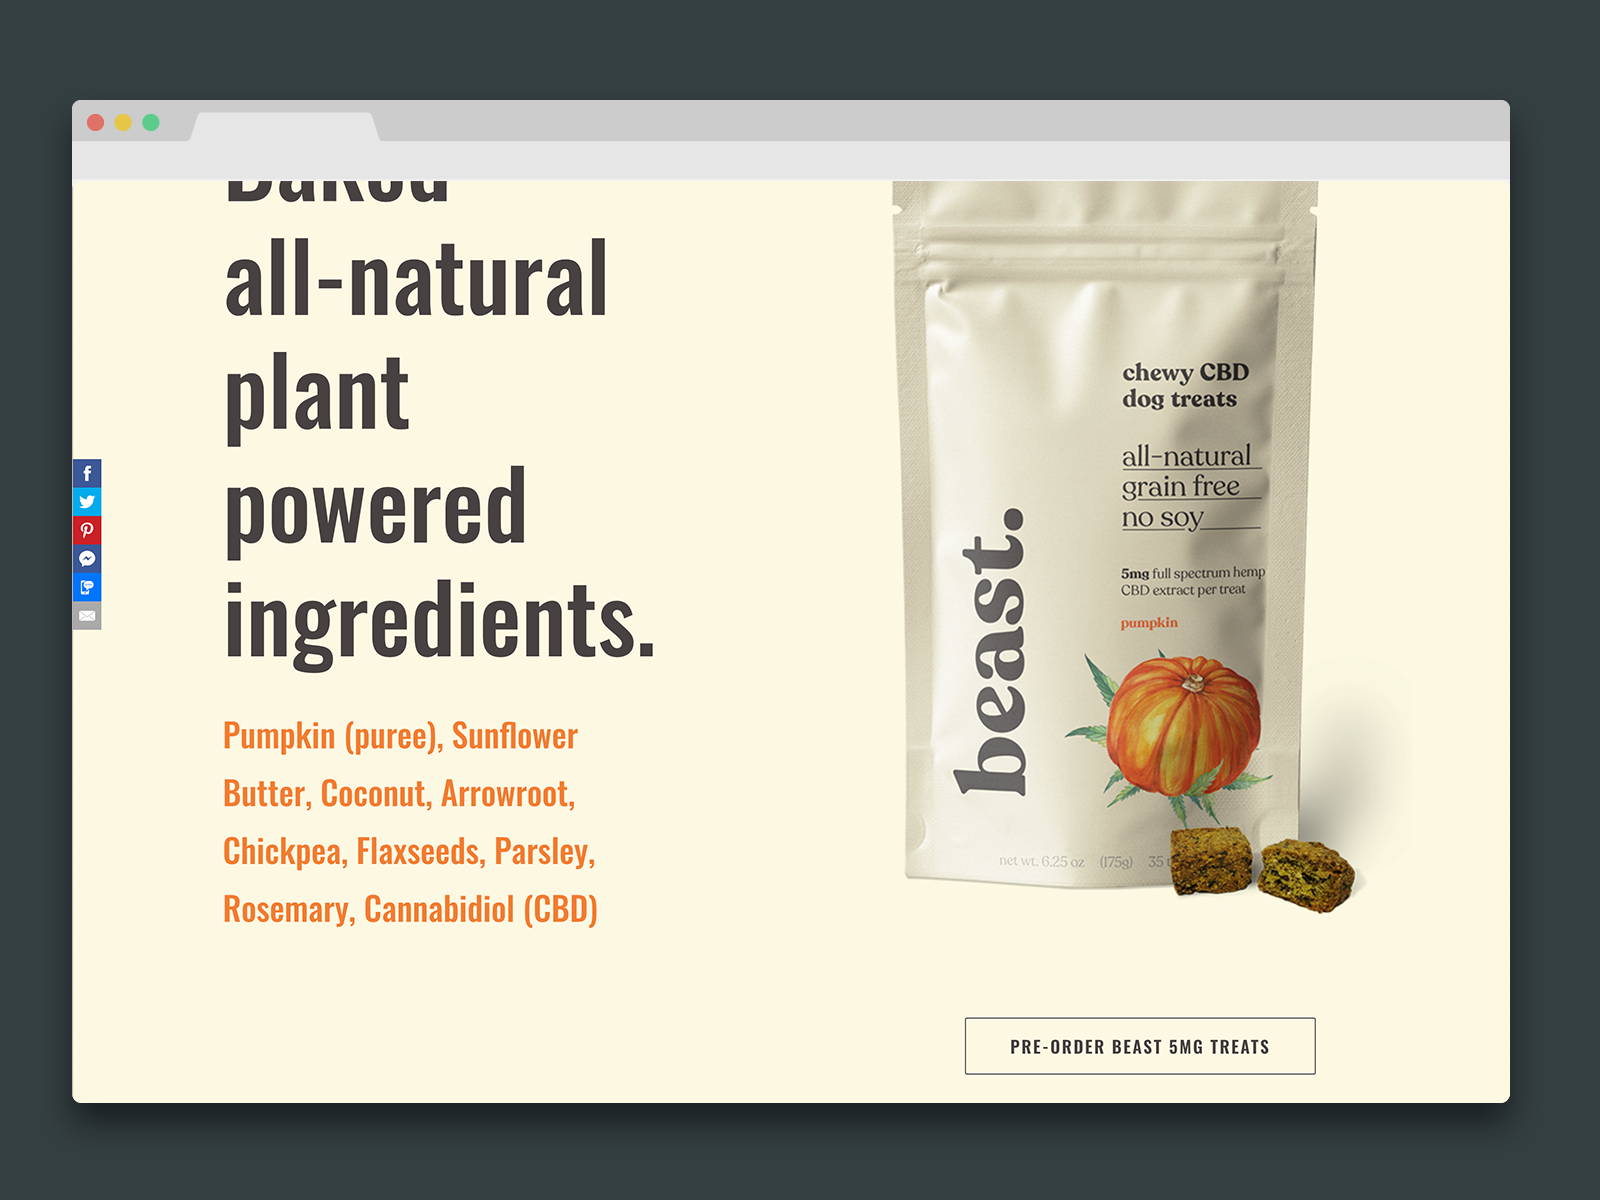 Baked
all-natural
plant
powered
ingredients.
Pumpkin (puree), Sunflower
Butter, Coconut, Arrowroot,
Chickpea, Flaxseeds, Parsley,
Rosemary, Cannabidiol (CBD)
chewy CBD
dog treats
all-natural
grain free
no soy
5mg full spectrum hemp
CBD extract per treat
pumpkin
beast.
net wt. 6.25 oz (175g) 35
PRE-ORDER BEAST 5MG TREATS